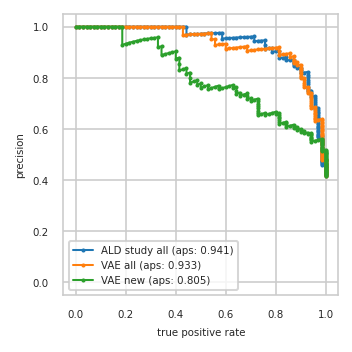 1.0
0.8
0.6
0.4
0.2
0.0
precision
ALD study all (aps: 0.941)
VAE all (aps: 0.933)
VAE new (aps: 0.805)
0.0 0.2 0.4 0.6 0.8 1.0
true positive rate